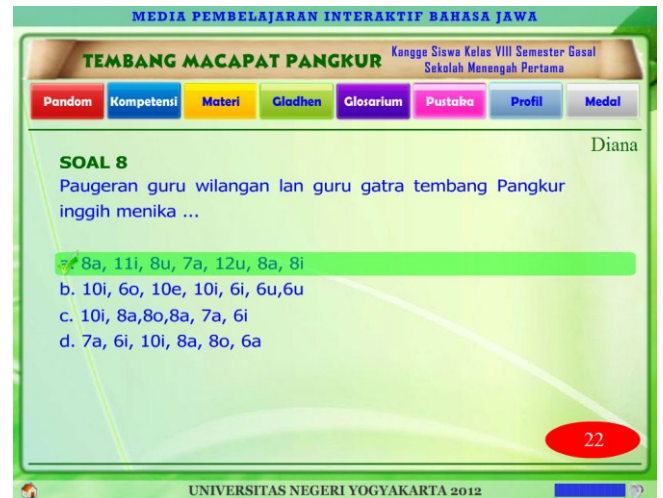 MEDIA PEMBELAJARAN INTERAKTIF BAHASA JAWA
TEMBANG MACAPAT PANGKUR
Kangge Siswa Kelas VIII Semester Gasal
Sekolah Menengah Pertama
Pandom Kompetensi Materi Gladhen Glosarium Pustaka Profil Medal
Diana
SOAL 8
Paugeran guru wilangan lan guru gatra tembang Pangkur
inggih menika ...
8a, 11i, 8u, 7a, 12u, 8a, 8i
b. 10i, 6o, 10e, 10i, 6i, 6u,6u
c. 10i, 8a,8o,8a, 7a, 6i
d. 7a, 6i, 10i, 8a, 8o, 6a
22
UNIVERSITAS NEGERI YOGYAKARTA 2012